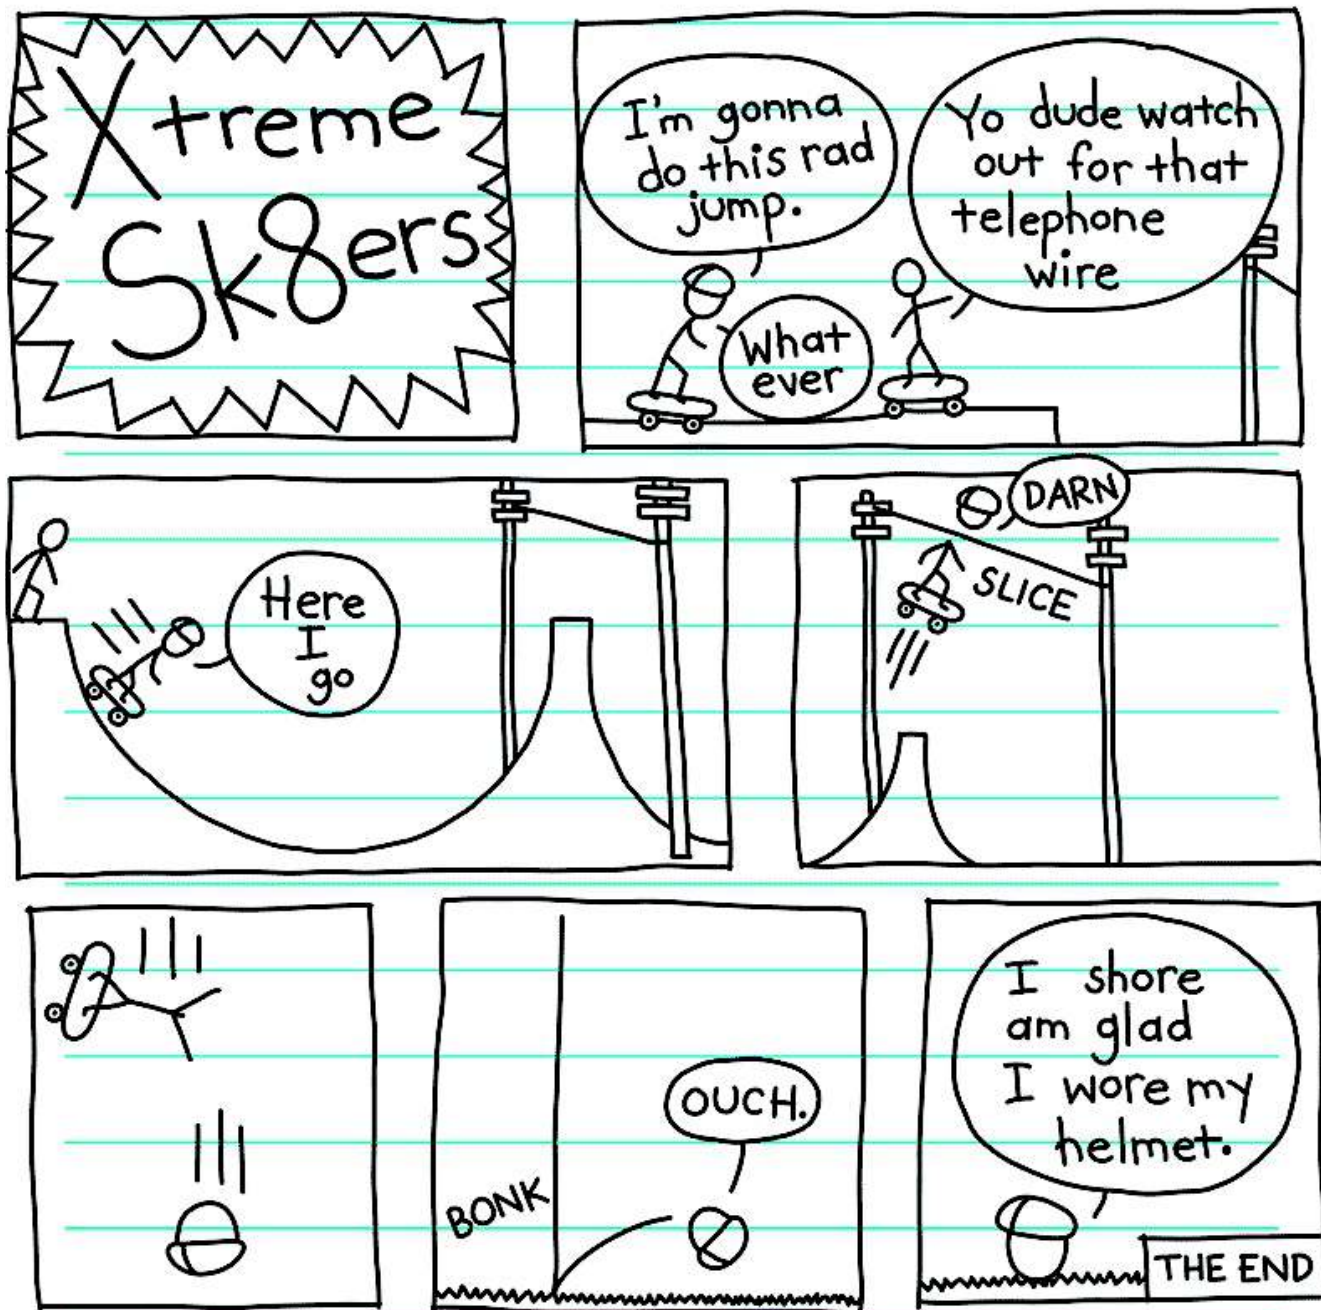 Xtreme
Sk8ers
I'm gonna
do this rad
jump.
Yo dude watch
out for that
telephone
wire
What
ever
Here
I
go
DARN
SLICE
BONK
OUCH.
I shore
am glad
I wore my
helmet.
THE END